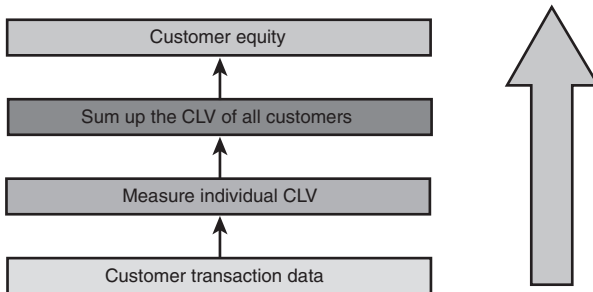 Customer equity
Sum up the CLV of all customers
Measure individual CLV
Customer transaction data